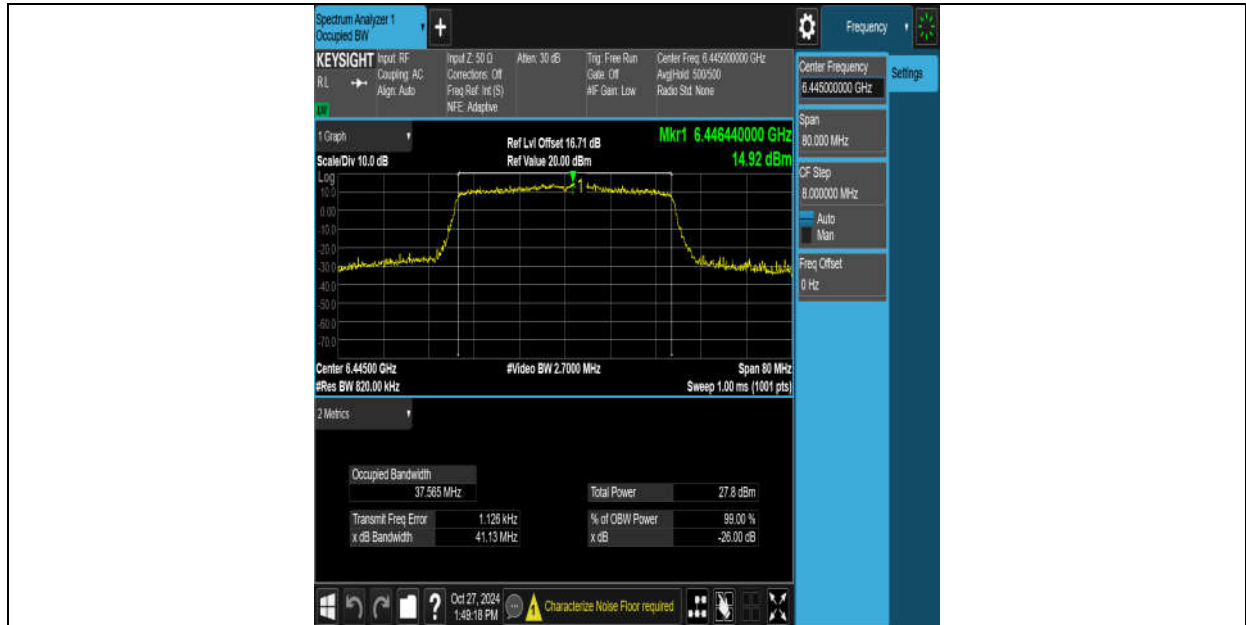 Spectrum Analyzer 1
Occupied BW
+
Frequency
KEYSIGHT
RL
Input: RF
Coupling: AC
Align: Auto
Input Z: 50 Ω
Corrections: Off
Freq Ref: Int (S)
NFE: Adaptive
Atten: 30 dB
Trig: Free Run
Gate: Off
#IF Gain: Low
Center Freq: 6.445000000 GHz
Avg|Hold: 500/500
Radio Std: None
Center Frequency
6.445000000 GHz
Settings
Span
80.000 MHz
CF Step
8.000000 MHz
Auto
Man
Freq Offset
0 Hz
1 Graph
Scale/Div 10.0 dB
Ref Lvl Offset 16.71 dB
Ref Value 20.00 dBm
Mkr1 6.446440000 GHz
14.92 dBm
Log
10.0
0.00
-10.0
-20.0
-30.0
-40.0
-50.0
-60.0
-70.0
1
Center 6.44500 GHz
#Video BW 2.7000 MHz
Span 80 MHz
#Res BW 820.00 kHz
Sweep 1.00 ms (1001 pts)
2 Metrics
Occupied Bandwidth
37.565 MHz
Total Power 27.8 dBm
Transmit Freq Error 1.126 kHz
% of OBW Power 99.00 %
x dB Bandwidth 41.13 MHz
x dB -26.00 dB
?
Oct 27, 2024
1:49:18 PM
1
Characterize Noise Floor required